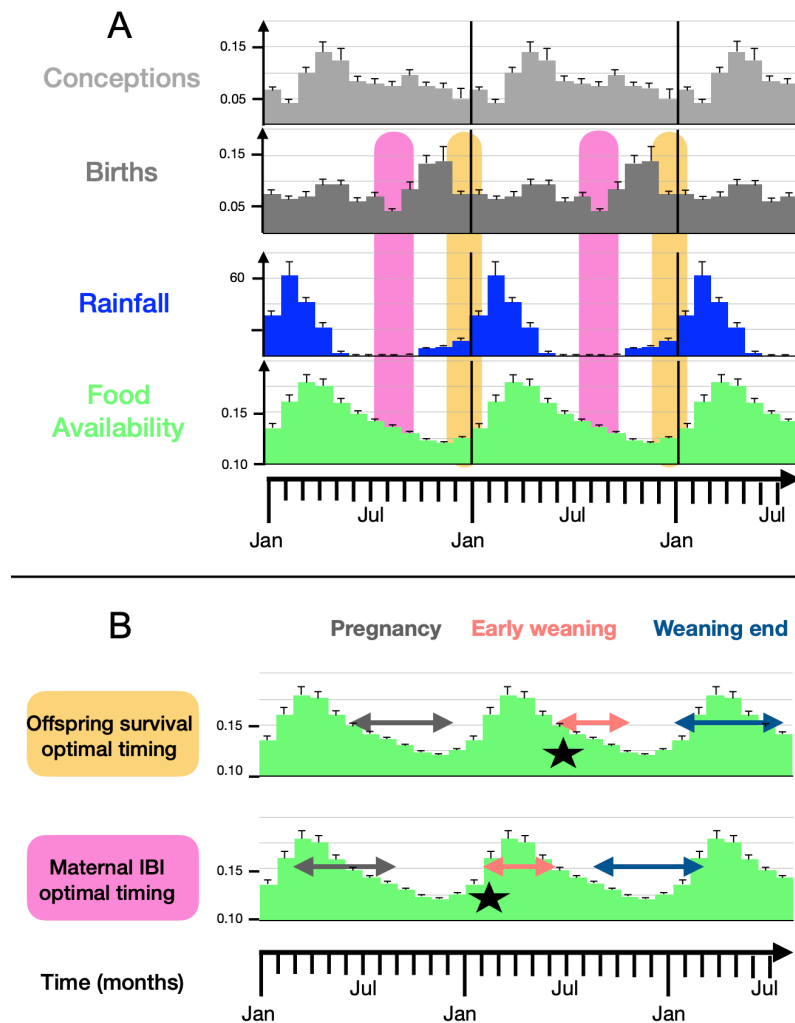 A
Conceptions
0.15
0.05
Births
0.15
0.05
Rainfall
60
Food
Availability
0.15
0.10
Jul
Jul
Jul
Jan
Jan
Jan
B
Pregnancy
Early weaning
Weaning end
Offspring survival
optimal timing
0.15
0.10
Maternal IBI
optimal timing
0.15
0.10
Time (months)
Jul
Jul
Jul
Jan
Jan
Jan